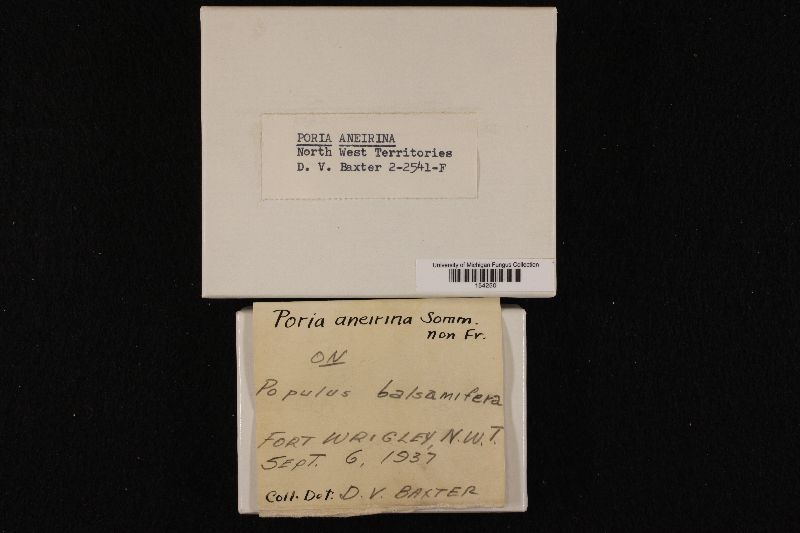 PORIA ANEIRINA
North West Territories
D. V. Baxter 2-2541-F
University of Michigan Fungus Collection
Poria aneirina Somm.
non Fr.
ON
Populus balsamifera
FORT WRIGLEY, N.W.T.
SEPT. 6, 1937
Coll. Det: D.V. BAXTER